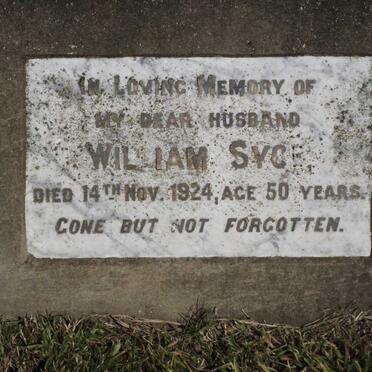 IN LOVING MEMORY OF
MY DEAR HUSBAND
WILLIAM
DIED 14TH NOV. 1924, AGE 50 YEARS.
GONE BUT NOT FORGOTTEN.